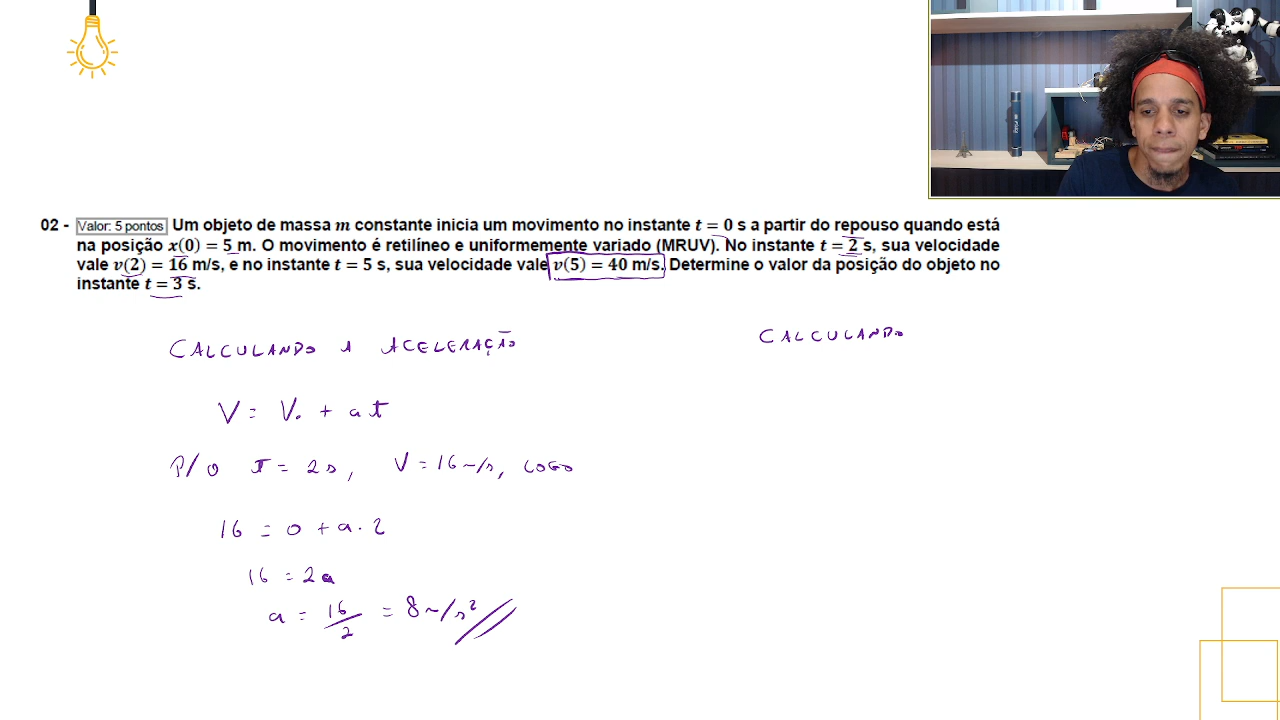 02 - Valor: 5 pontos Um objeto de massa m constante inicia um movimento no instante t = 0 s a partir do repouso quando está
na posição x(0) = 5 m. O movimento é retilíneo e uniformemente variado (MRUV). No instante t = 2 s, sua velocidade
vale v(2) = 16 m/s, e no instante t = 5 s, sua velocidade vale v(5) = 40 m/s. Determine o valor da posição do objeto no
instante t = 3 s.
CALCULANDO A ACELERAÇÃO
V = V₀ + at
P/ O t = 2s, V = 16 m/s, LOGO
16 = 0 + a · 2
16 = 2a
a = 16/2 = 8 m/s²
CALCULANDO